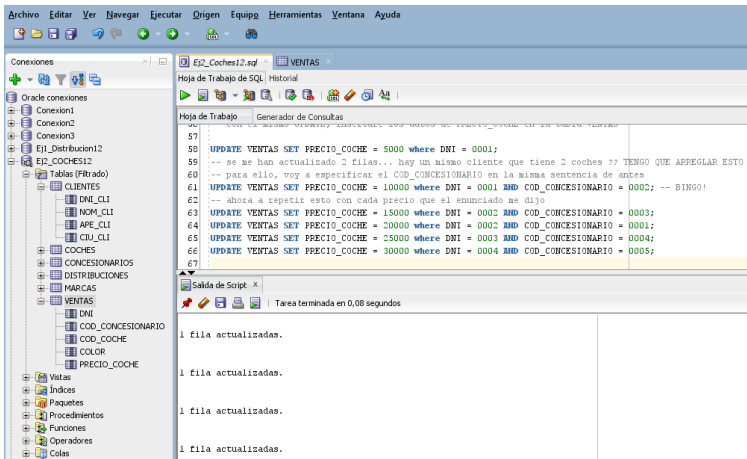 Archivo Editar Ver Navegar Ejecutar Origen Equipo Herramientas Ventana Ayuda
Conexiones
Oracle conexiones
Conexion1
Conexion2
Conexion3
Ej1_Distribucion12
Ej2_COCHES12
Tablas (Filtrado)
CLIENTES
DNI_CLI
NOM_CLI
APE_CLI
CIU_CLI
COCHES
CONCESIONARIOS
DISTRIBUCIONES
MARCAS
VENTAS
DNI
COD_CONCESIONARIO
COD_COCHE
COLOR
PRECIO_COCHE
Vistas
Índices
Paquetes
Procedimientos
Funciones
Operadores
Colas
Ej2_Coches12.sql VENTAS
Hoja de Trabajo de SQL Historial
Hoja de Trabajo Generador de Consultas
57
58 UPDATE VENTAS SET PRECIO_COCHE = 5000 where DNI = 0001;
59 -- se me han actualizado 2 filas... hay un mismo cliente que tiene 2 coches ?? TENGO QUE ARREGLAR ESTO
60 -- para ello, voy a especificar el COD_CONCESIONARIO en la misma sentencia de antes
61 UPDATE VENTAS SET PRECIO_COCHE = 10000 where DNI = 0001 AND COD_CONCESIONARIO = 0002; -- BINGO!
62 -- ahora a repetir esto con cada precio que el enunciado me dijo
63 UPDATE VENTAS SET PRECIO_COCHE = 15000 where DNI = 0002 AND COD_CONCESIONARIO = 0003;
64 UPDATE VENTAS SET PRECIO_COCHE = 20000 where DNI = 0002 AND COD_CONCESIONARIO = 0001;
65 UPDATE VENTAS SET PRECIO_COCHE = 25000 where DNI = 0003 AND COD_CONCESIONARIO = 0004;
66 UPDATE VENTAS SET PRECIO_COCHE = 30000 where DNI = 0004 AND COD_CONCESIONARIO = 0005;
67
Salida de Script x
Tarea terminada en 0,08 segundos
1 fila actualizadas.
1 fila actualizadas.
1 fila actualizadas.
1 fila actualizadas.